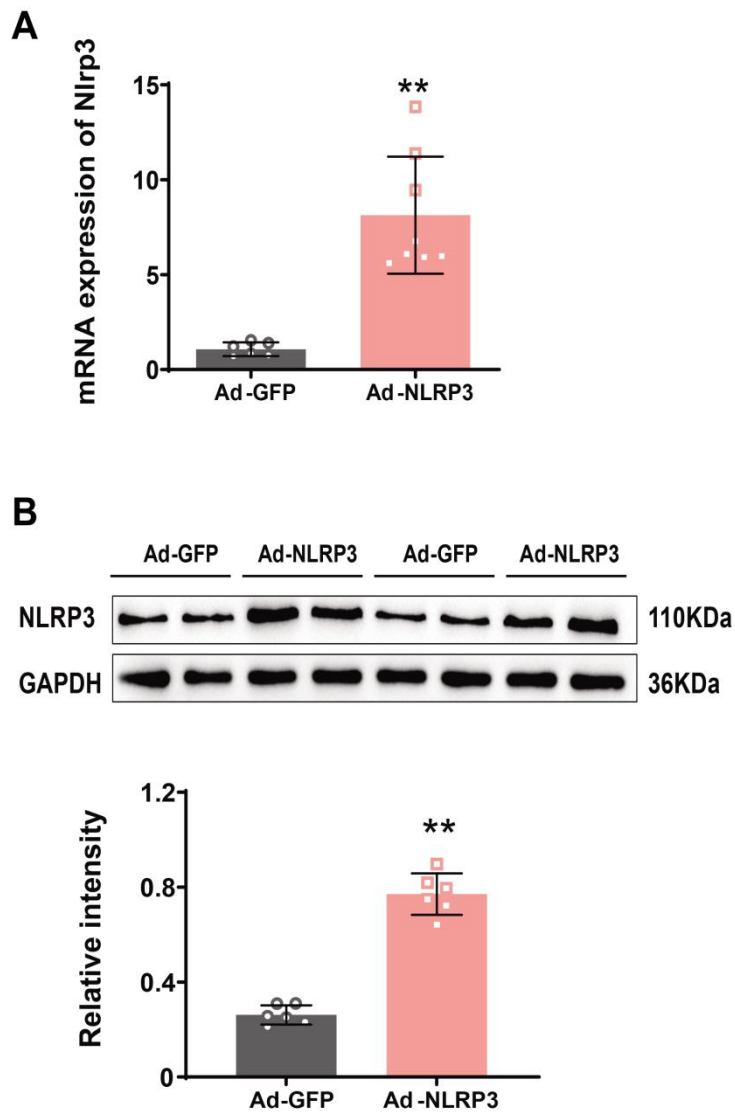 A
mRNA expression of Nlrp3
15
10
5
0
**
Ad-GFP
Ad-NLRP3
B
Ad-GFP Ad-NLRP3 Ad-GFP Ad-NLRP3
NLRP3 110KDa
GAPDH 36KDa
Relative intensity
1.2
0.8
0.4
0
**
Ad-GFP
Ad-NLRP3